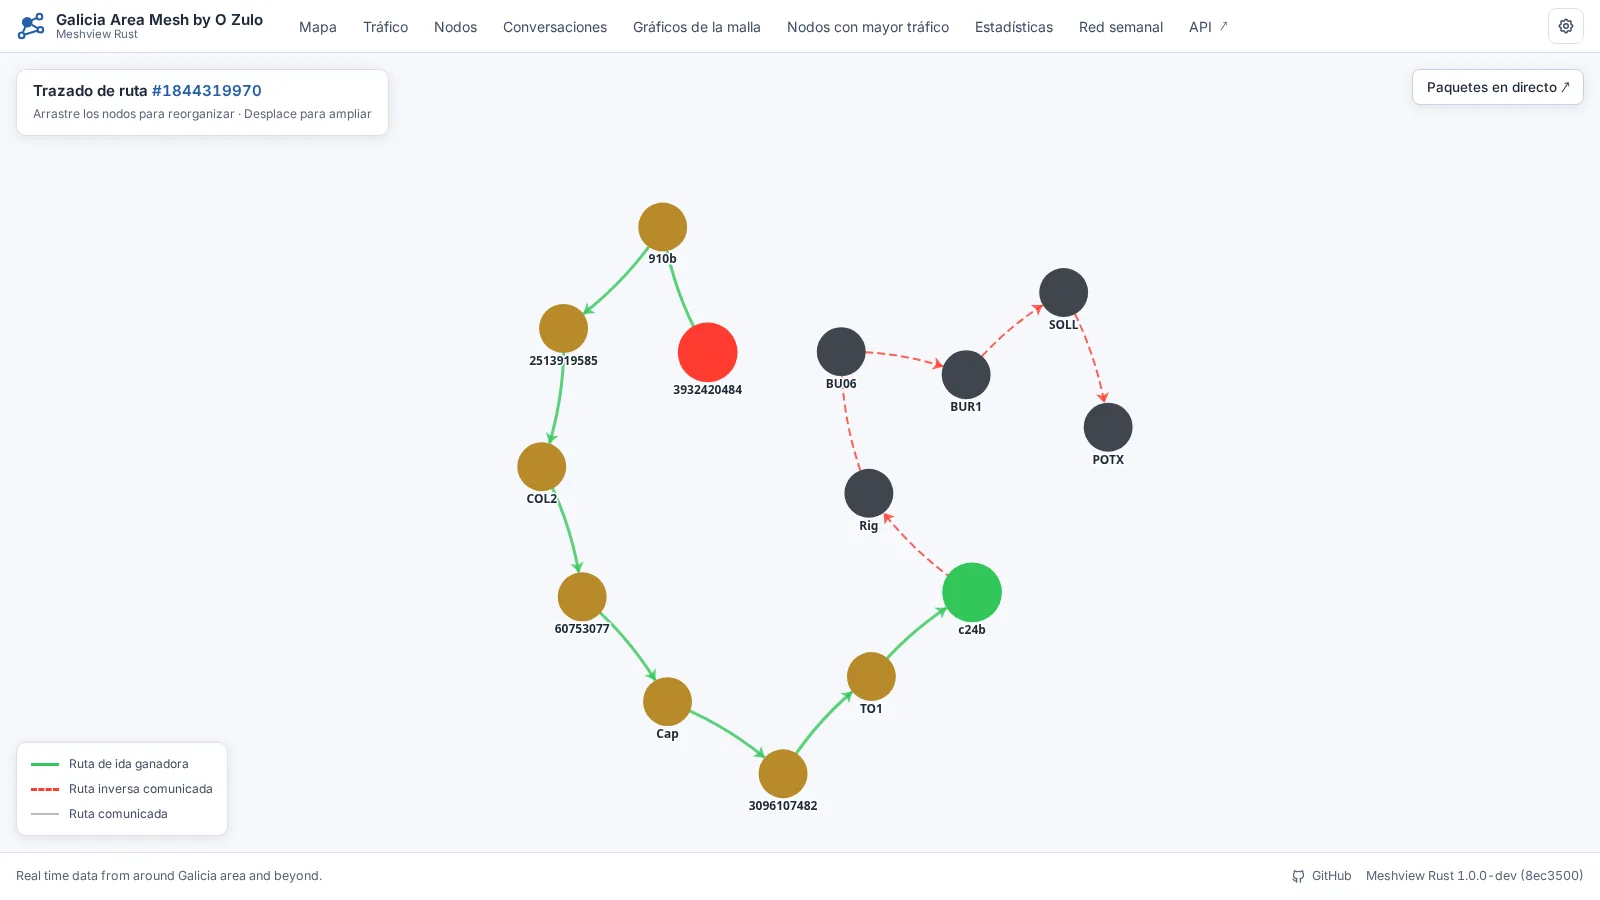 Galicia Area Mesh by O Zulo
Meshview Rust
Mapa
Tráfico
Nodos
Conversaciones
Gráficos de la malla
Nodos con mayor tráfico
Estadísticas
Red semanal
API ↗
Trazado de ruta #1844319970
Arrastre los nodos para reorganizar · Desplace para ampliar
Paquetes en directo ↗
910b
2513919585
3932420484
SOLL
BU06
BUR1
POTX
COL2
Rig
60753077
c24b
TO1
Cap
3096107482
Ruta de ida ganadora
Ruta inversa comunicada
Ruta comunicada
Real time data from around Galicia area and beyond.
GitHub
Meshview Rust 1.0.0-dev (8ec3500)